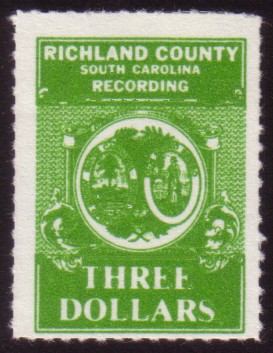 RICHLAND COUNTY
SOUTH CAROLINA
RECORDING
THREE
DOLLARS